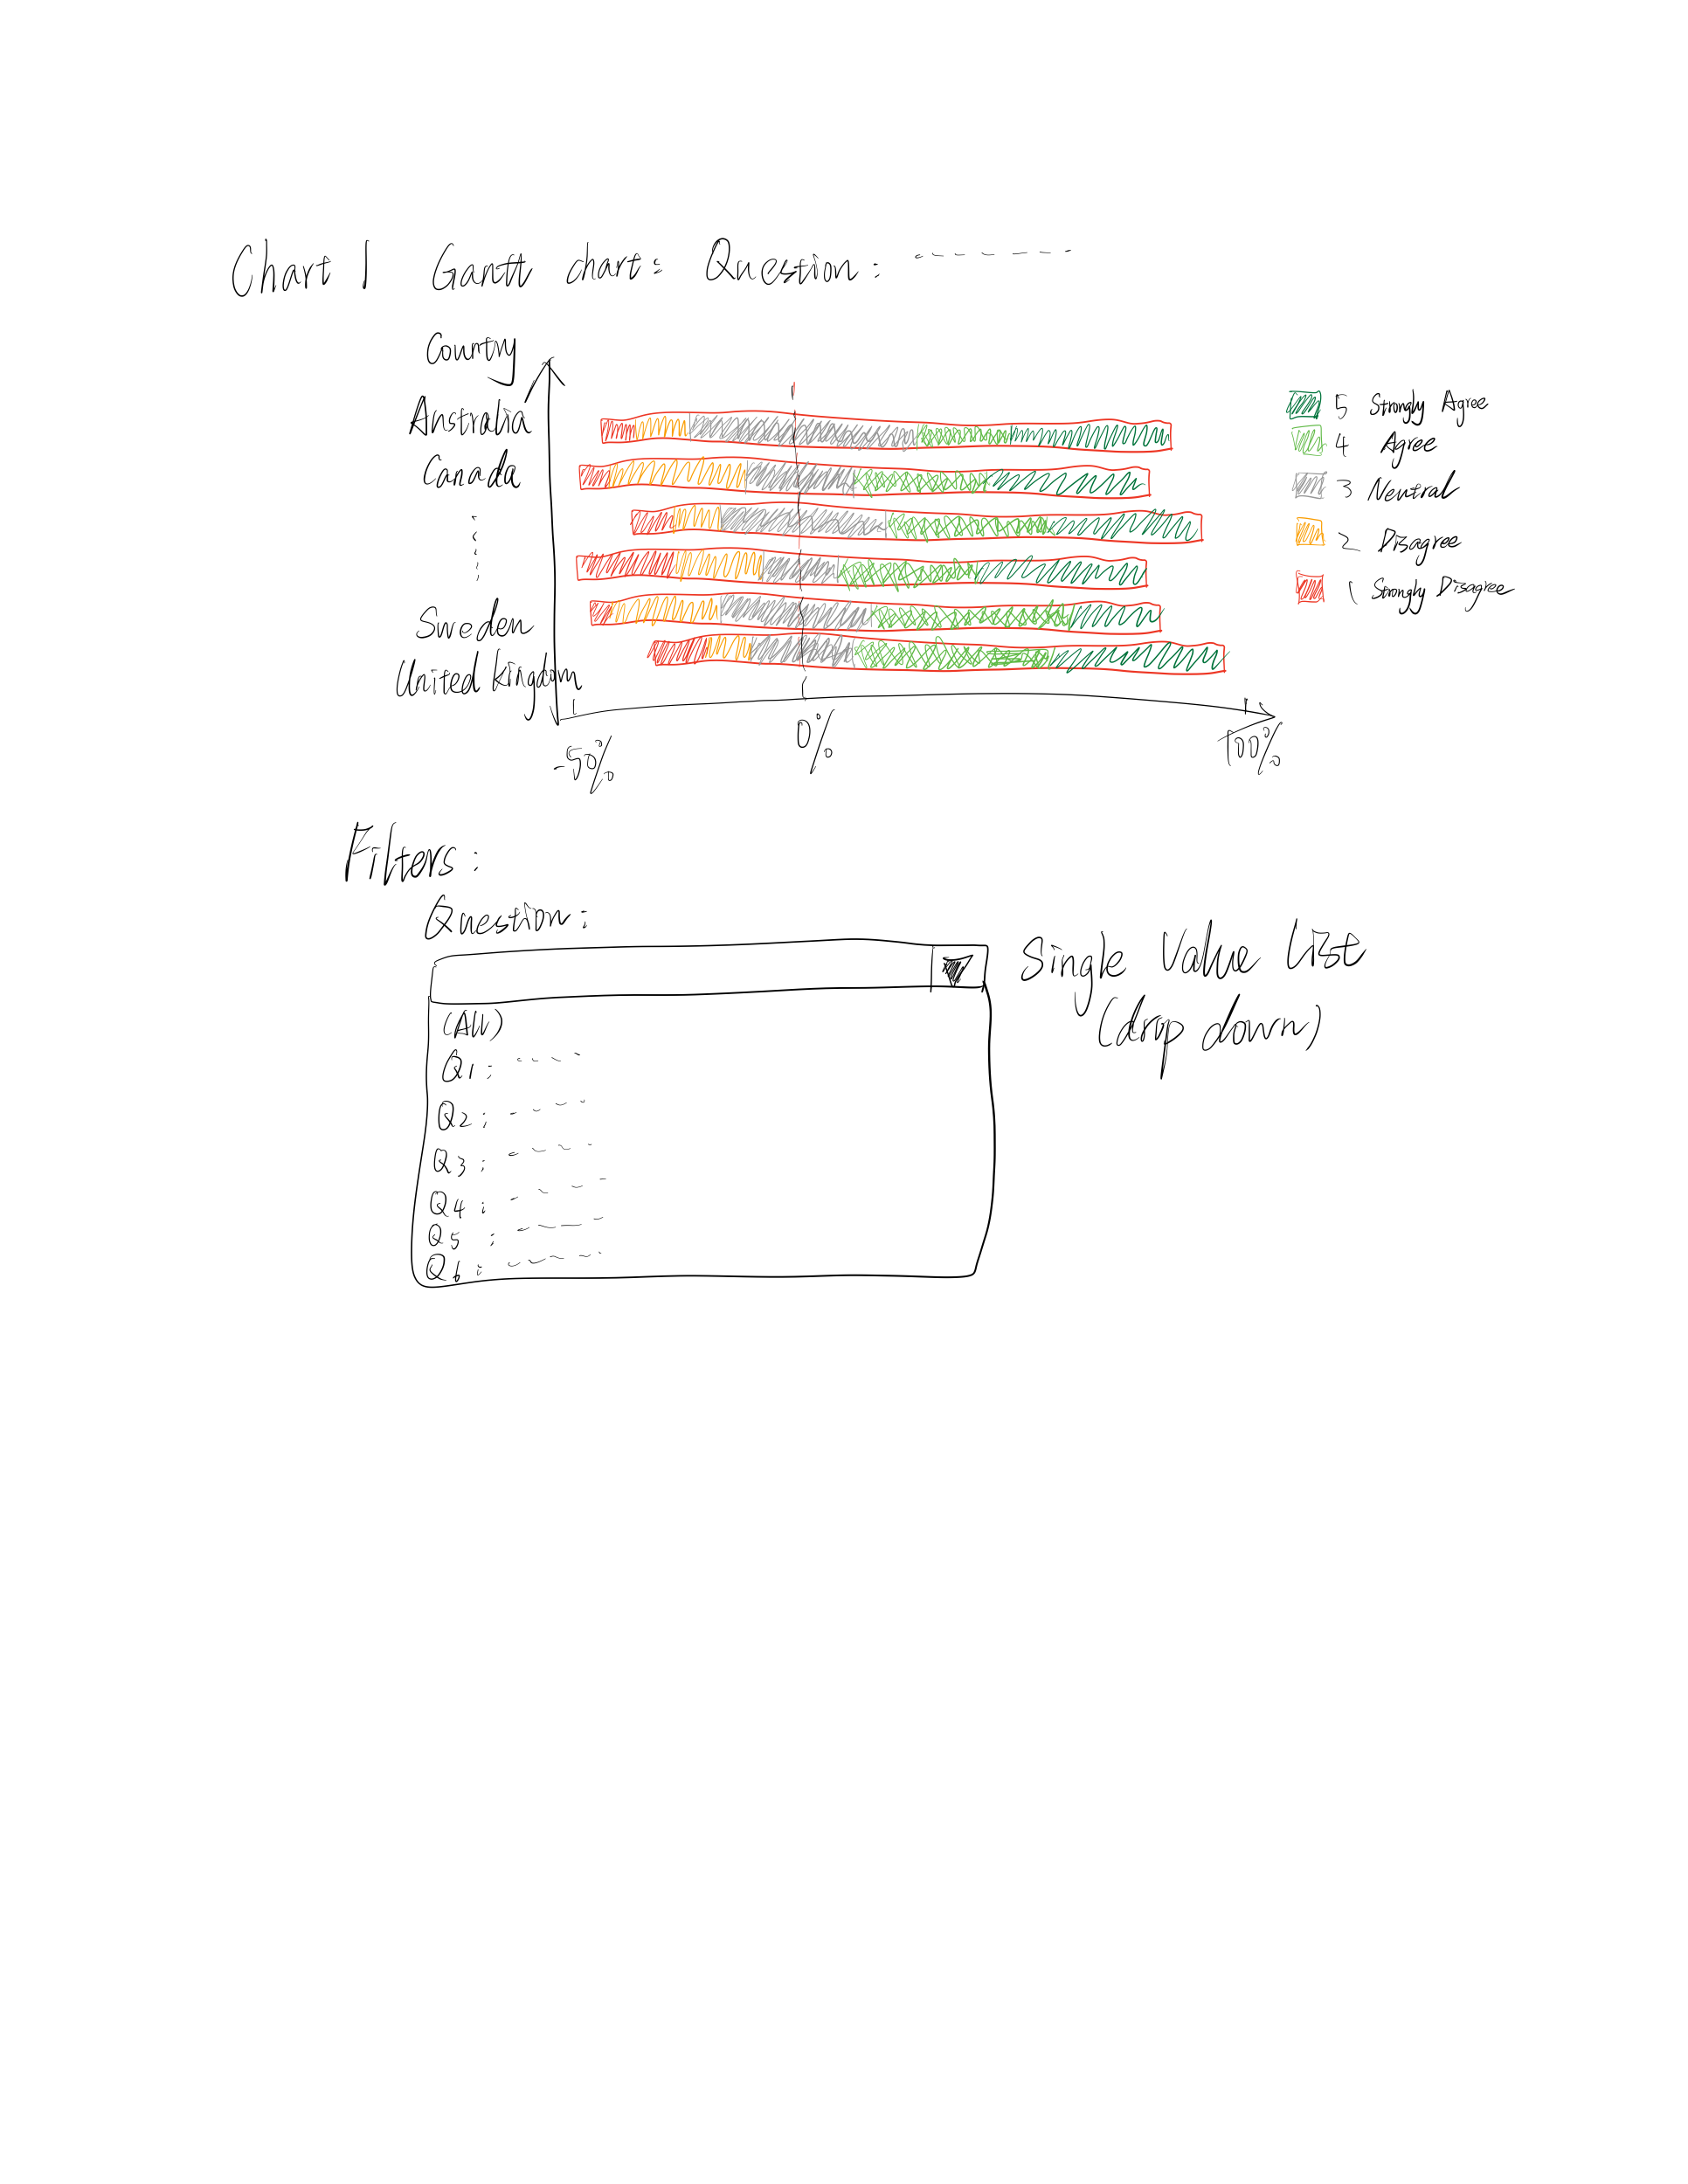 Chart 1 Gantt chart: Question: -------
Country
Australia
Canada
Sweden
United kingdom
5 Strongly Agree
4 Agree
3 Neutral
2 Disagree
1 Strongly Disagree
-50% 0% 100%
Filters:
Question:
Single Value List
(drop down)
(All)
Q1: ----
Q2: ----
Q3: ----
Q4: ----
Q5: ----
Q6: -----